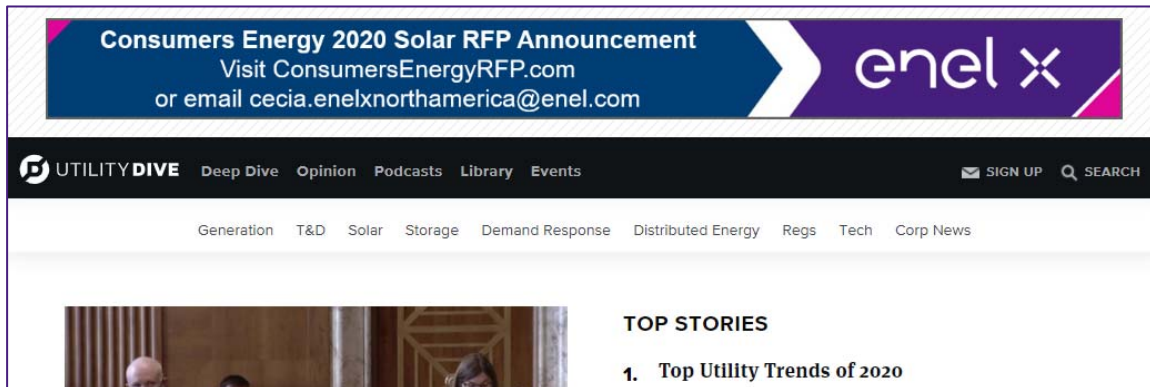 Consumers Energy 2020 Solar RFP Announcement
Visit ConsumersEnergyRFP.com
or email cecia.enelxnorthamerica@enel.com
enel x
UTILITY DIVE Deep Dive Opinion Podcasts Library Events SIGN UP SEARCH
Generation T&D Solar Storage Demand Response Distributed Energy Regs Tech Corp News
TOP STORIES
1. Top Utility Trends of 2020